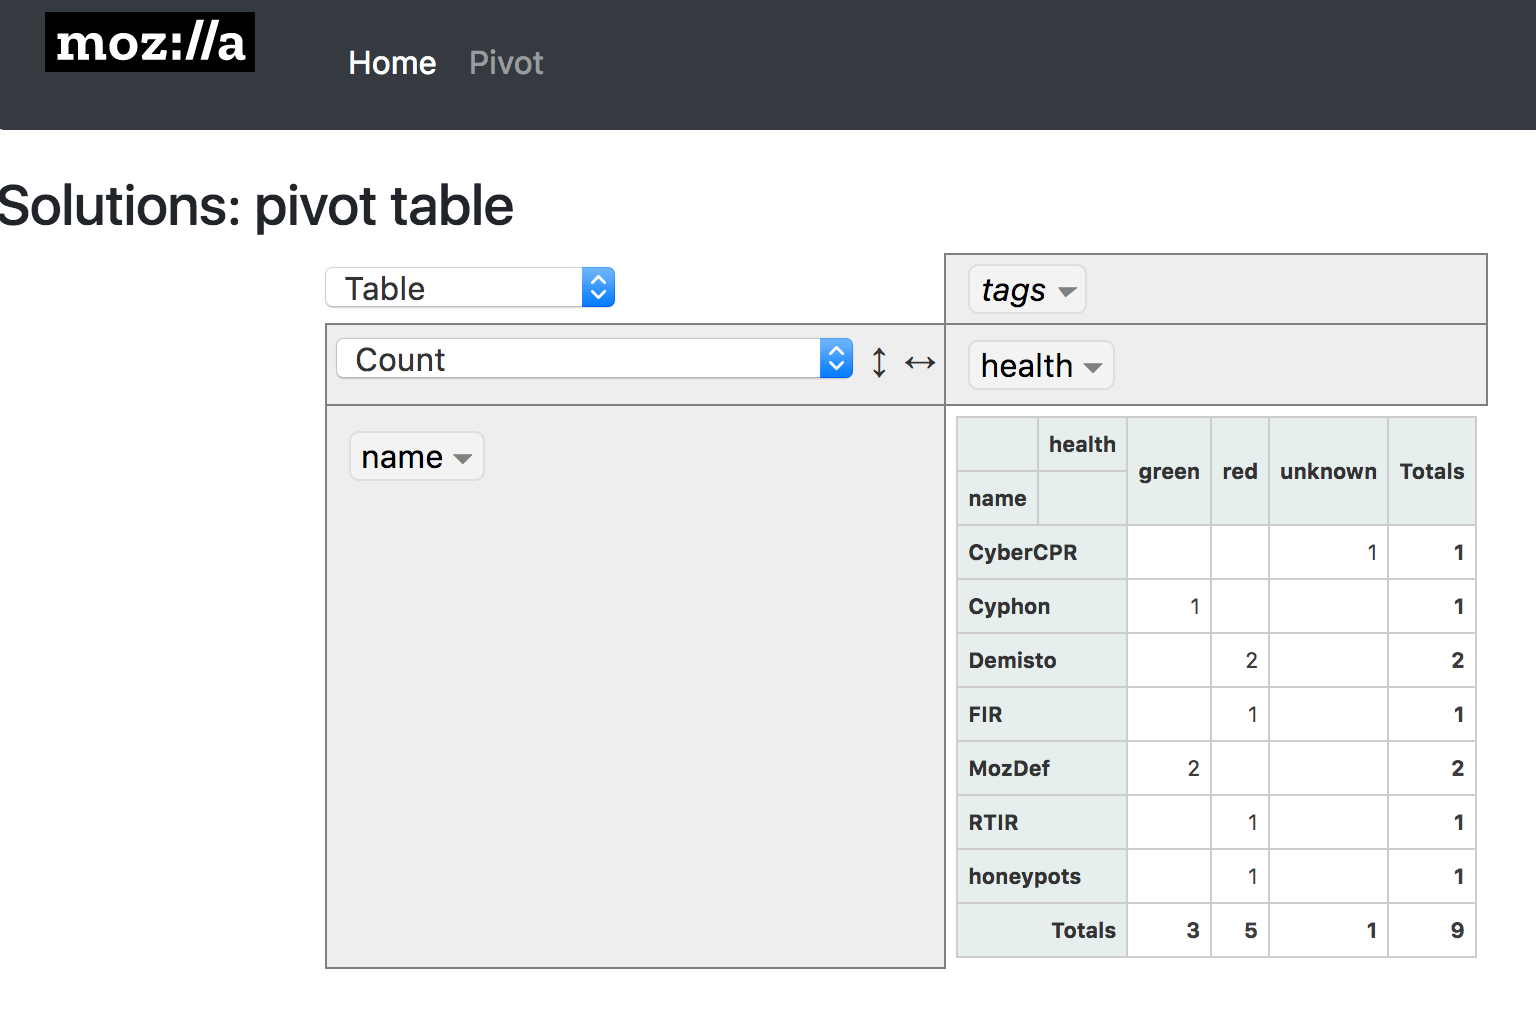 moz://a
Home Pivot
Solutions: pivot table
Table
tags
Count ↕ ↔
health
name
health green red unknown Totals
name
CyberCPR 1 1
Cyphon 1 1
Demisto 2 2
FIR 1 1
MozDef 2 2
RTIR 1 1
honeypots 1 1
Totals 3 5 1 9